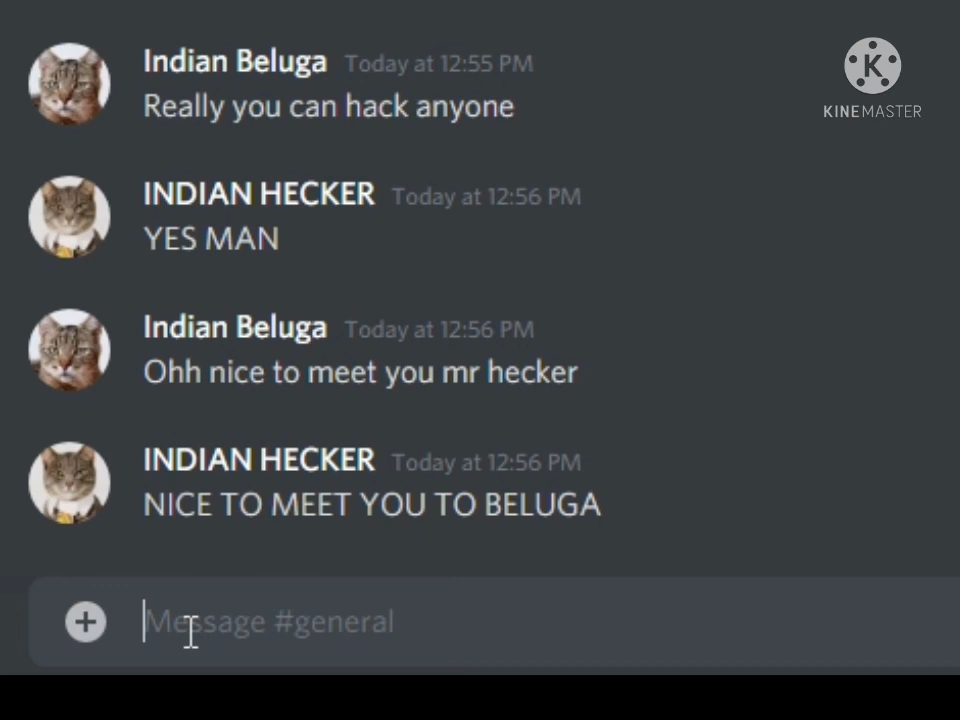 Indian Beluga Today at 12:55 PM
Really you can hack anyone
K
KINEMASTER
INDIAN HECKER Today at 12:56 PM
YES MAN
Indian Beluga Today at 12:56 PM
Ohh nice to meet you mr hecker
INDIAN HECKER Today at 12:56 PM
NICE TO MEET YOU TO BELUGA
Message #general